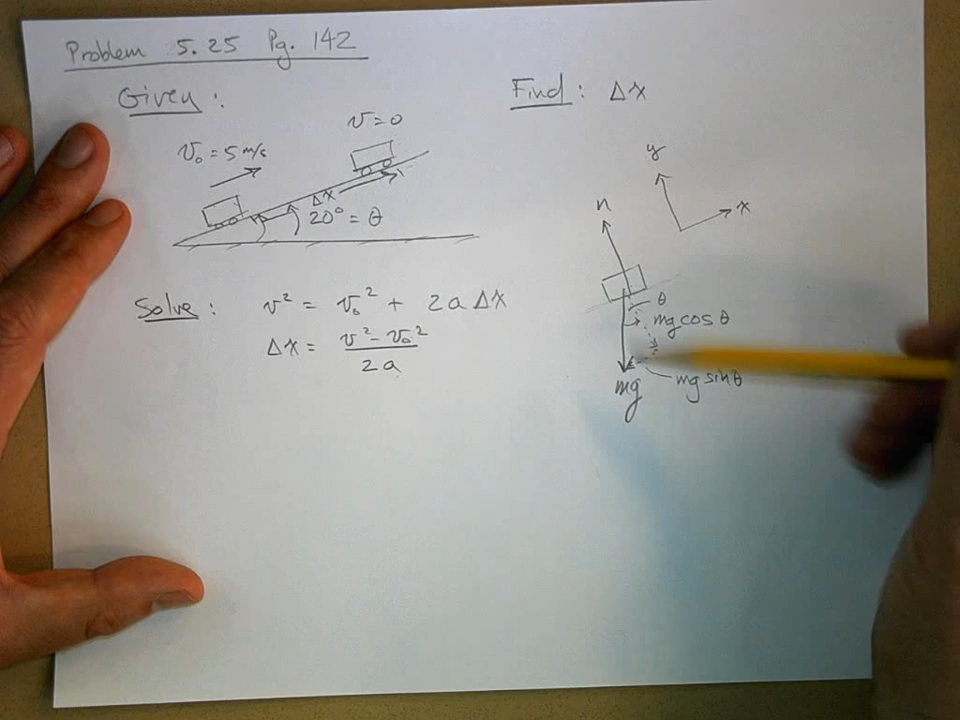 Problem 5.25 Pg. 142
Given:
Find: Δx
v=0
v₀ = 5 m/s
Δx
20° = θ
y
x
n
θ
mg cos θ
mg sinθ
mg
Solve: v² = v₀² + 2aΔx
Δx = (v² - v₀²)/2a